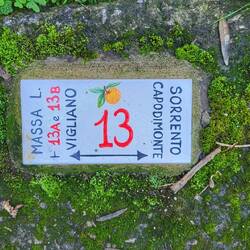 MASSA L.
+ 13A e 13B
VIGLIANO
13
SORRENTO
CAPODIMONTE